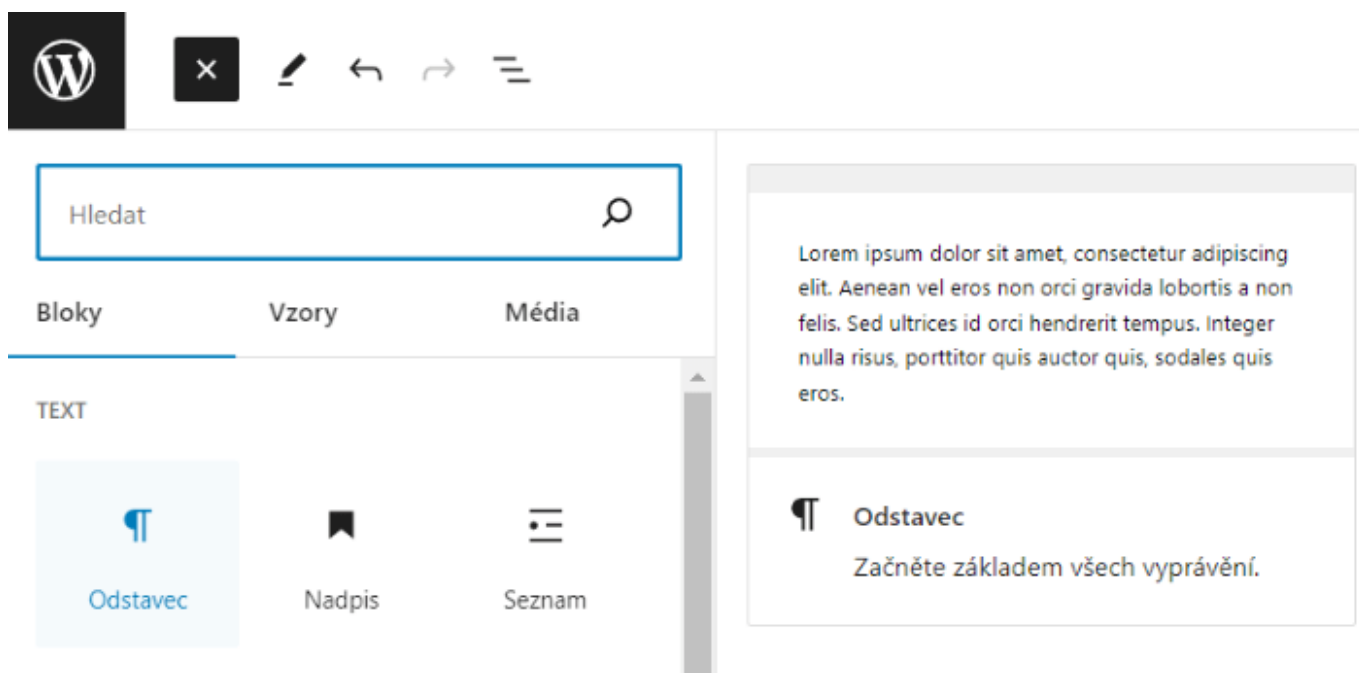 Hledat
Bloky Vzory Média
TEXT
Odstavec Nadpis Seznam
Lorem ipsum dolor sit amet, consectetur adipiscing
elit. Aenean vel eros non orci gravida lobortis a non
felis. Sed ultrices id orci hendrerit tempus. Integer
nulla risus, porttitor quis auctor quis, sodales quis
eros.
Odstavec
Začněte základem všech vyprávění.